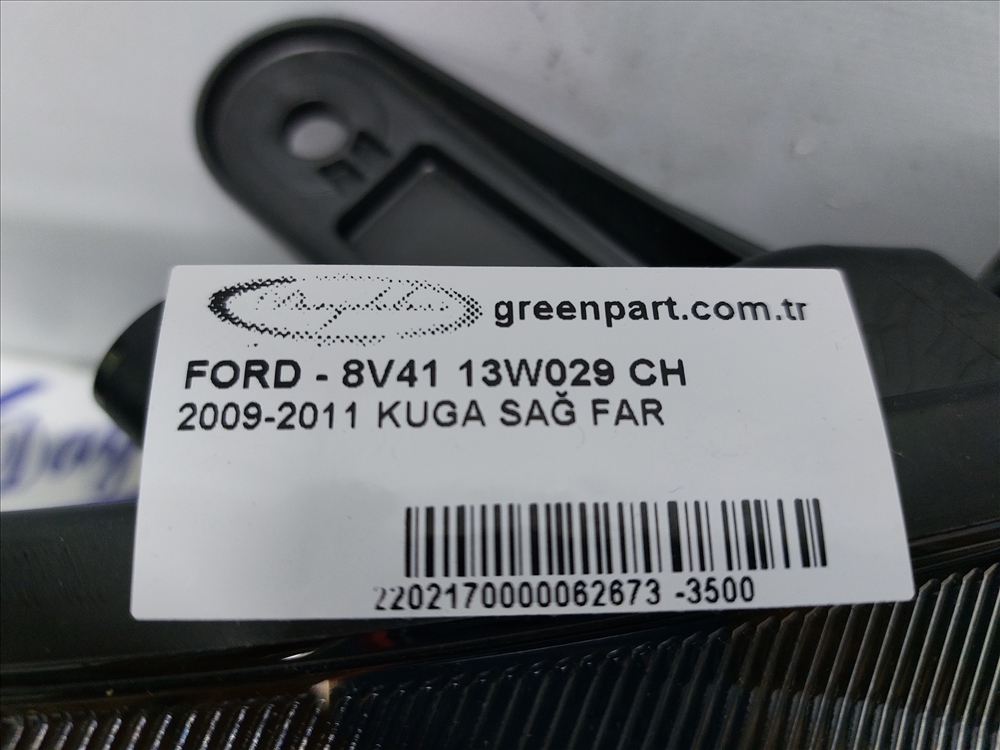 greenpart.com.tr
FORD - 8V41 13W029 CH
2009-2011 KUGA SAĞ FAR
2202170000062673 -3500